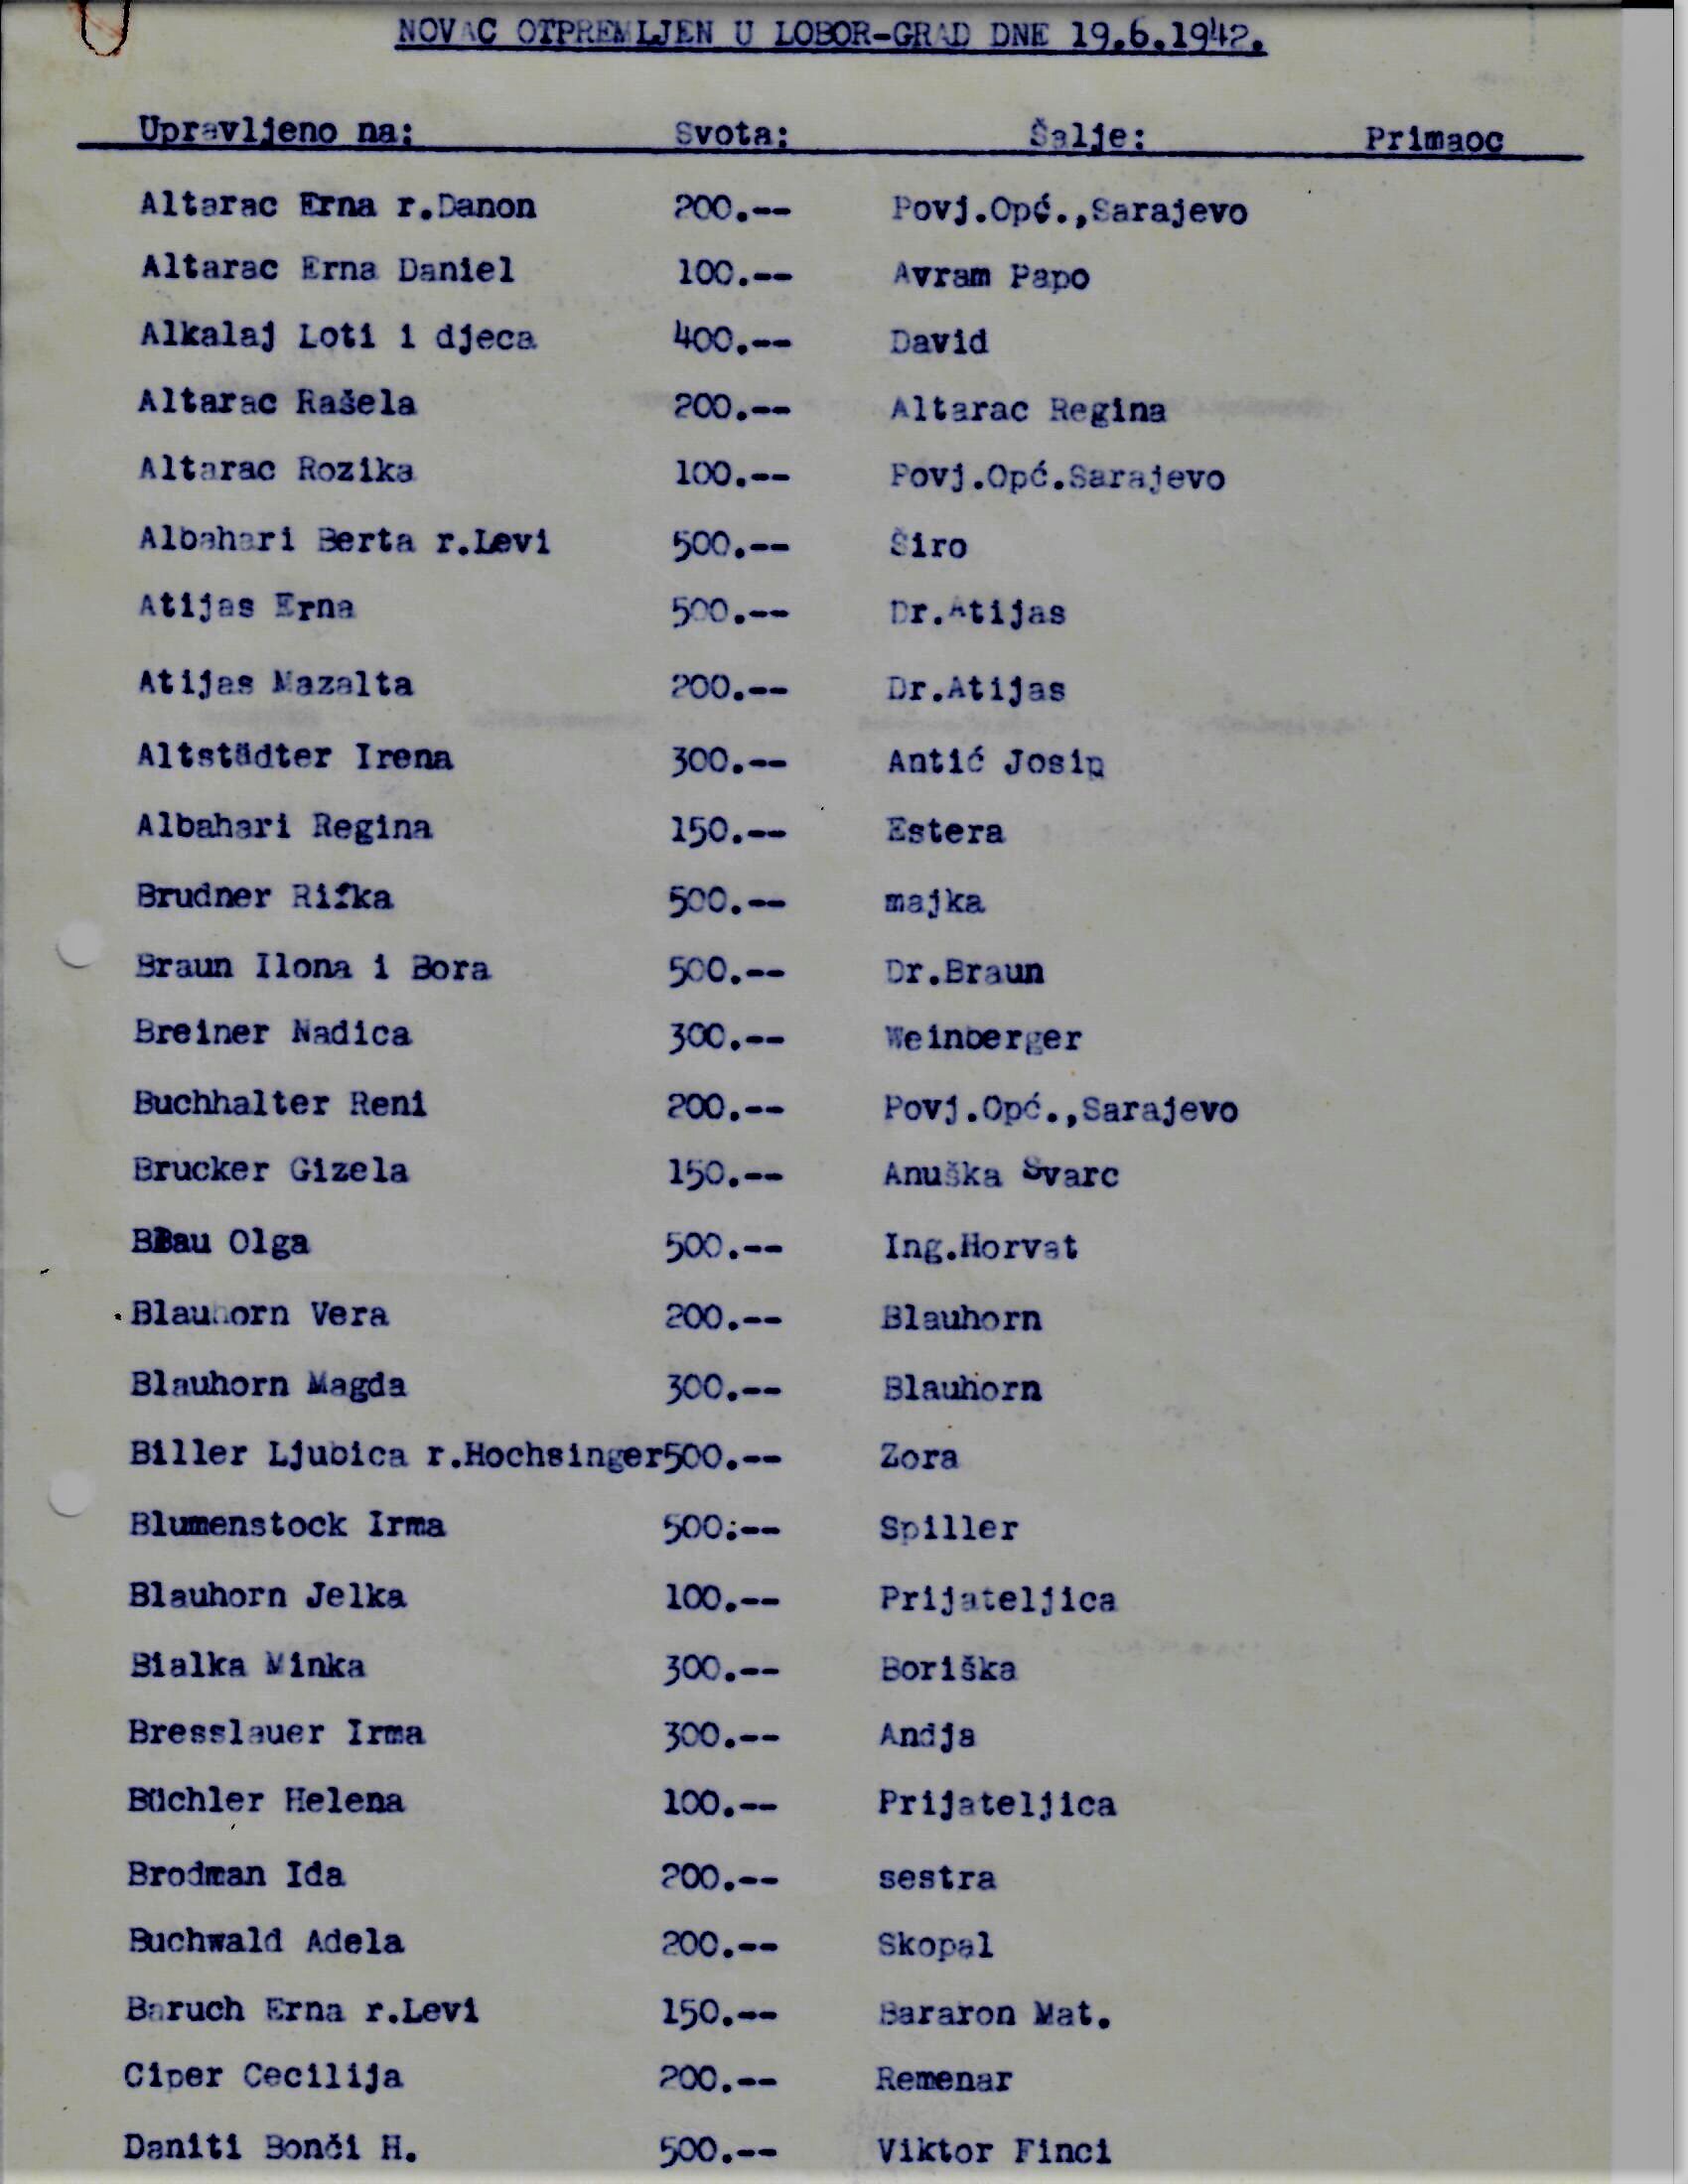 NOVAC OTPREMLJEN U LOBOR-GRAD DNE 19.6.1942.
Upravljeno na: Svota: Šalje: Primaoc
Altarac Erna r.Danon 200.-- Povj.Opć.,Sarajevo
Altarac Erna Daniel 100.-- Avram Papo
Alkalaj Loti i djeca 400.-- David
Altarac Rašela 200.-- Altarac Regina
Altarac Rozika 100.-- Povj.Opć.Sarajevo
Albahari Berta r.Levi 500.-- Širo
Atijas Erna 500.-- Dr.Atijas
Atijas Mazalta 200.-- Dr.Atijas
Altstädter Irena 300.-- Antić Josip
Albahari Regina 150.-- Estera
Brudner Rifka 500.-- majka
Braun Ilona i Bora 500.-- Dr.Braun
Breiner Nadica 300.-- Weinberger
Buchhalter Reni 200.-- Povj.Opć.,Sarajevo
Brucker Gizela 150.-- Anuška Švarc
Blau Olga 500.-- Ing.Horvat
Blauhorn Vera 200.-- Blauhorn
Blauhorn Magda 300.-- Blauhorn
Biller Ljubica r.Hochsinger500.-- Zora
Blumenstock Irma 500:-- Spiller
Blauhorn Jelka 100.-- Prijateljica
Bialka Minka 300.-- Boriška
Bresslauer Irma 300.-- Andja
Büchler Helena 100.-- Prijateljica
Brodman Ida 200.-- sestra
Buchwald Adela 200.-- Skopal
Baruch Erna r.Levi 150.-- Bararon Mat.
Ciper Cecilija 200.-- Remenar
Daniti Bonči H. 500.-- Viktor Finci